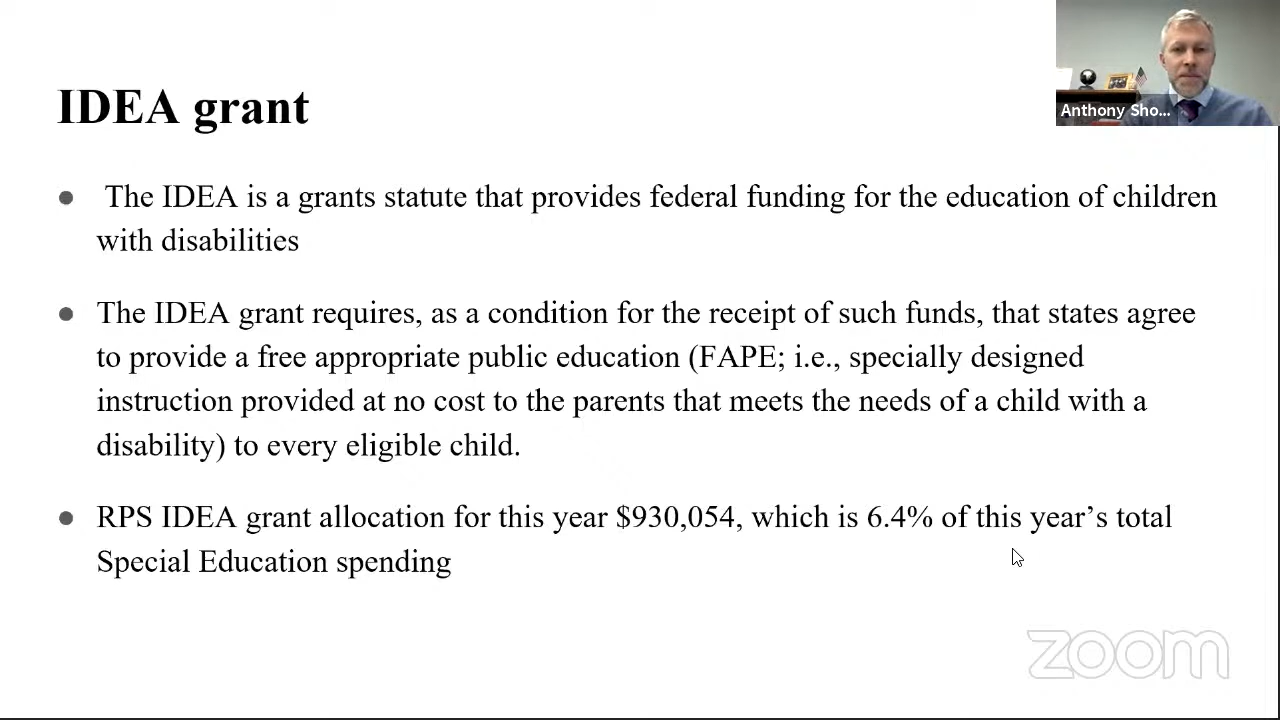 Anthony Sho...
IDEA grant
● The IDEA is a grants statute that provides federal funding for the education of children
with disabilities
● The IDEA grant requires, as a condition for the receipt of such funds, that states agree
to provide a free appropriate public education (FAPE; i.e., specially designed
instruction provided at no cost to the parents that meets the needs of a child with a
disability) to every eligible child.
● RPS IDEA grant allocation for this year $930,054, which is 6.4% of this year’s total
Special Education spending
zoom